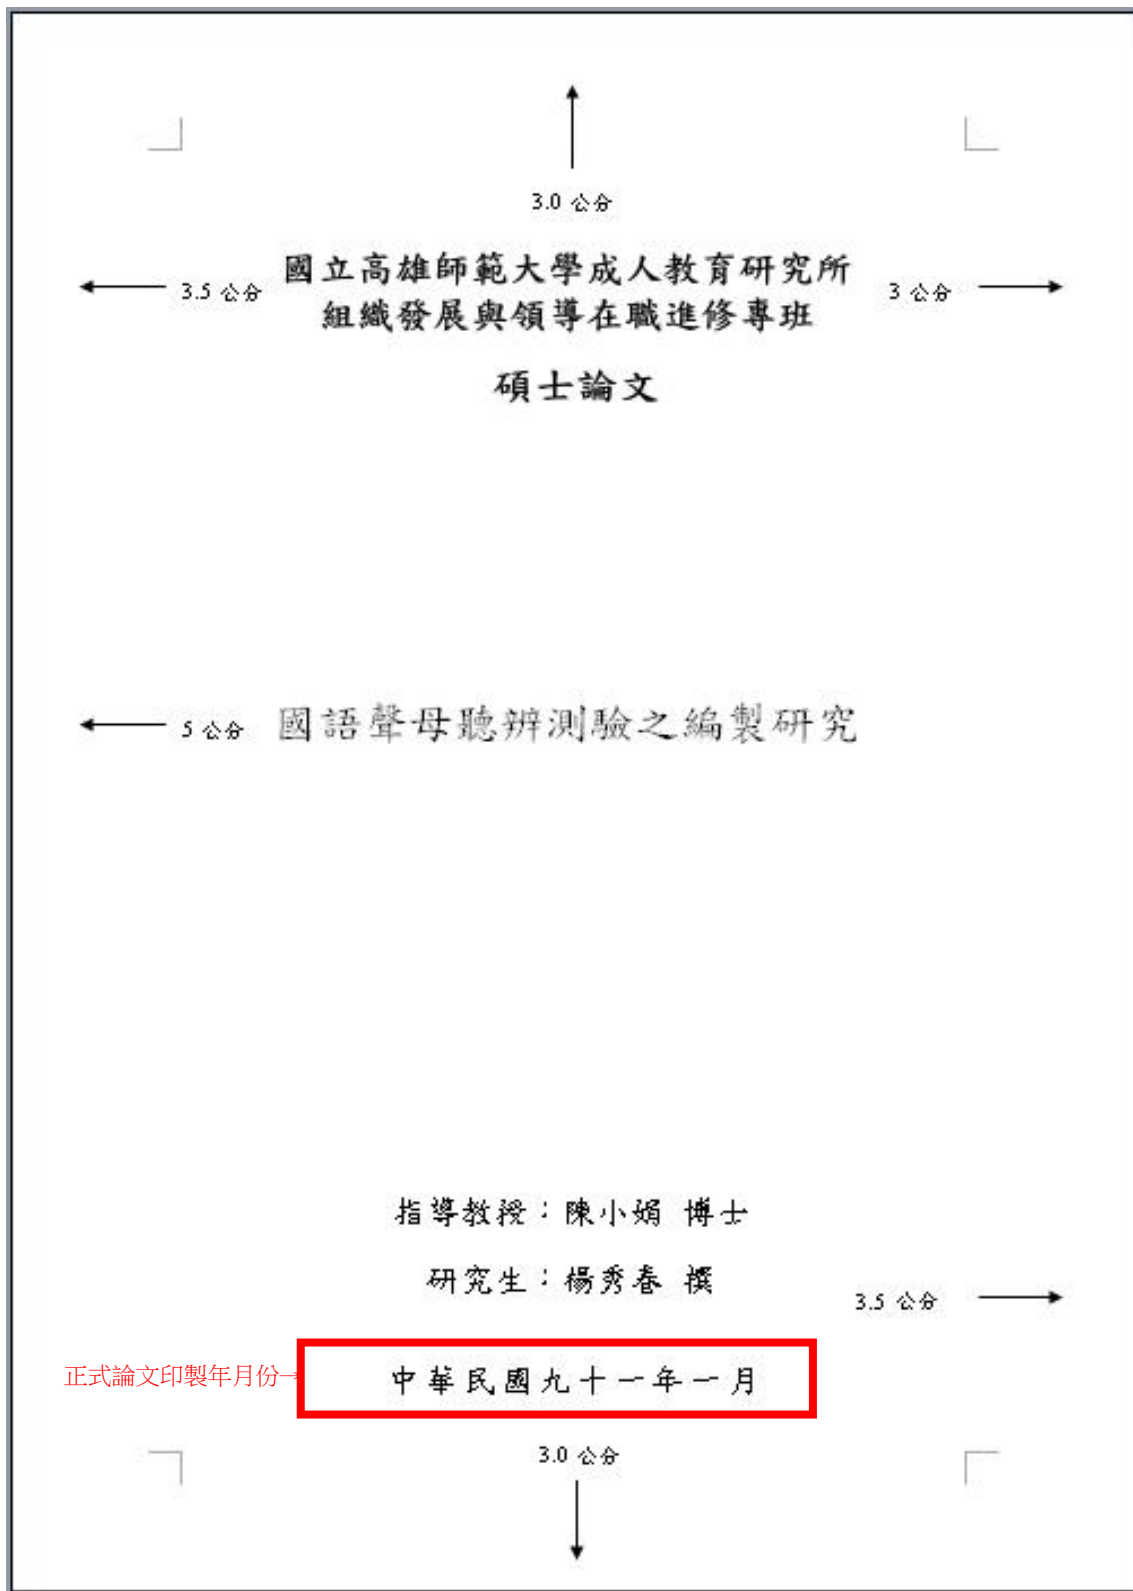 3.0 公分
國立高雄師範大學成人教育研究所
3.5 公分
3 公分
組織發展與領導在職進修專班
碩士論文
5 公分
國語聲母聽辨測驗之編製研究
指導教授：陳小娟 博士
研究生：楊秀春 撰
3.5 公分
正式論文印製年月份→
中華民國九十一年一月
3.0 公分